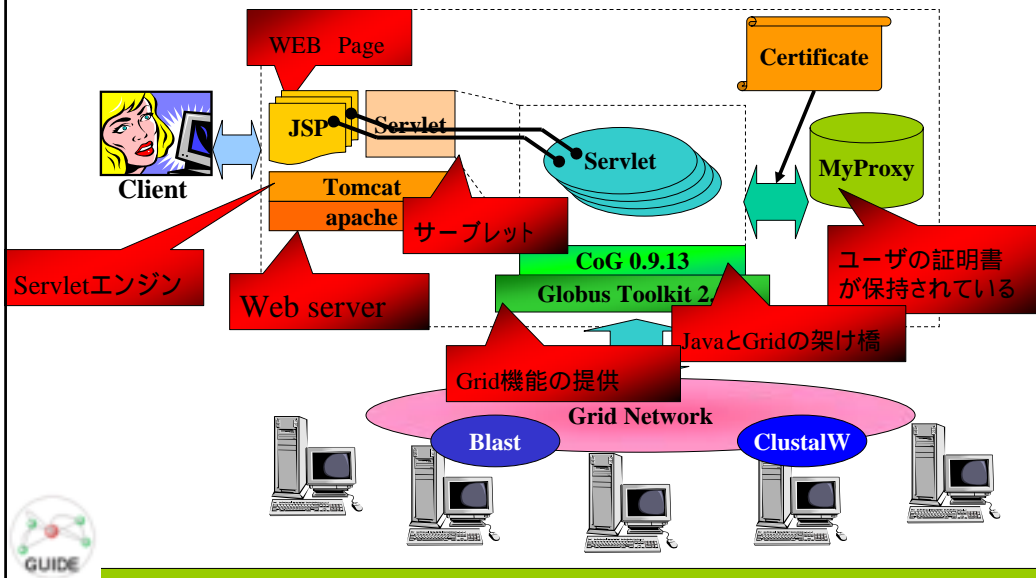 WEB Page
Certificate
JSP
Servlet
Servlet
Client
MyProxy
Tomcat
apache
サーブレット
Servletエンジン
Web server
CoG 0.9.13
Globus Toolkit 2.
ユーザの証明書
が保持されている
JavaとGridの架け橋
Grid機能の提供
Grid Network
Blast
ClustalW
GUIDE